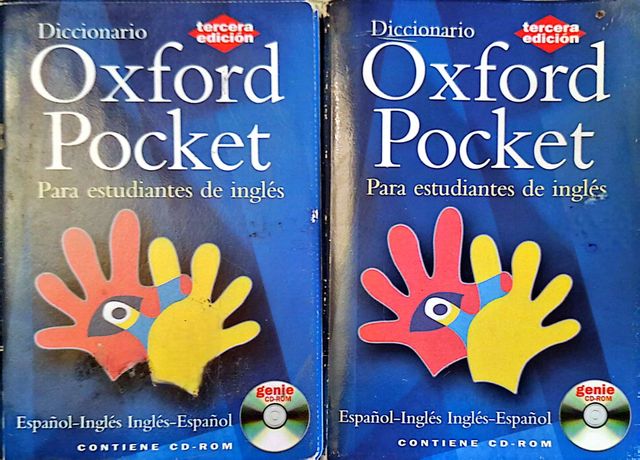 Diccionario
tercera
edición
Oxford
Pocket
Para estudiantes de inglés
genie
CD-ROM
Español-Inglés Inglés-Español
CONTIENE CD-ROM
Diccionario
tercera
edición
Oxford
Pocket
Para estudiantes de inglés
genie
CD-ROM
Español-Inglés Inglés-Español
CONTIENE CD-ROM